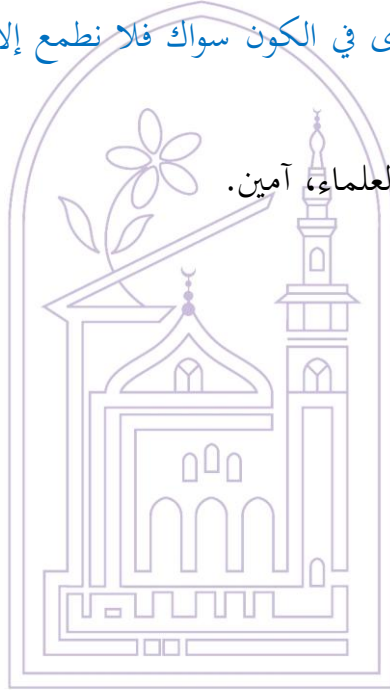 ى في الكون سواك فلا نطمع إلا
لعلماء، آمين.